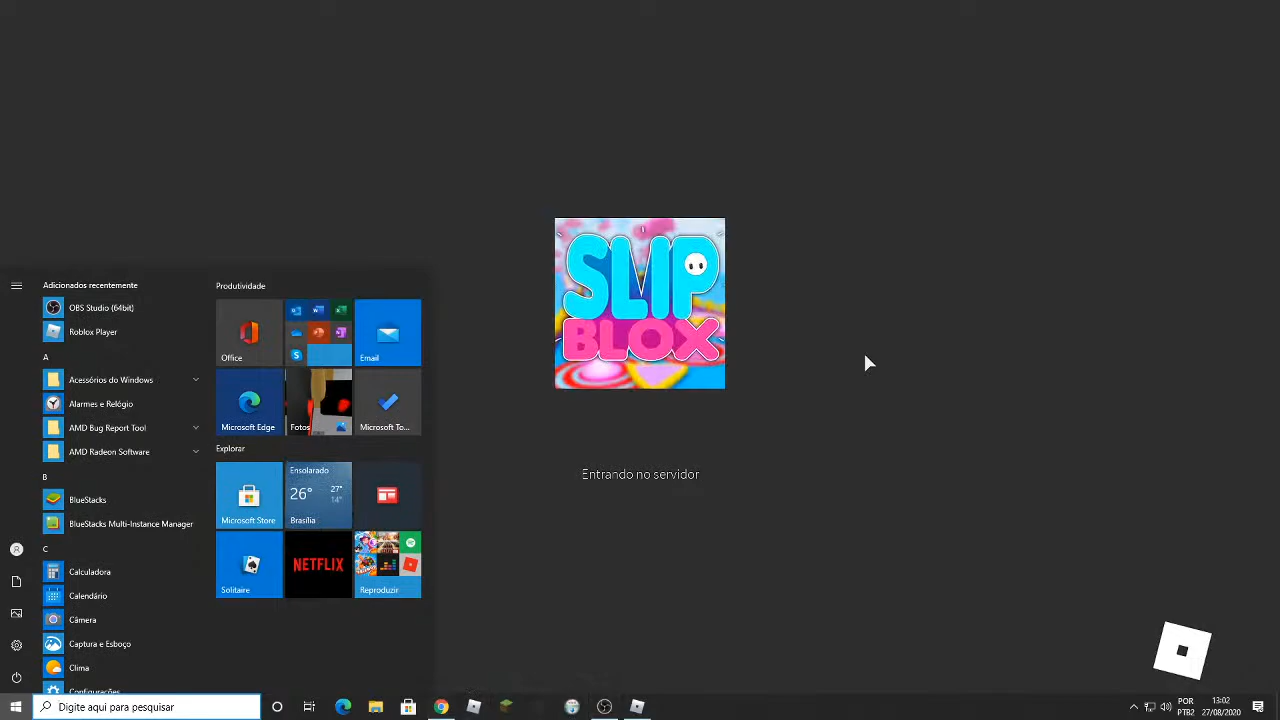 SLIP
BLOX
Entrando no servidor
Adicionados recentemente
OBS Studio (64bit)
Roblox Player
A
Acessórios do Windows
Alarmes e Relógio
AMD Bug Report Tool
AMD Radeon Software
B
BlueStacks
BlueStacks Multi-Instance Manager
C
Calculadora
Calendário
Câmera
Captura e Esboço
Clima
Configurações
Produtividade
Office
Email
Microsoft Edge
Fotos
Microsoft To...
Explorar
Microsoft Store
Ensolarado
26° 27°
14°
Brasília
Solitaire
NETFLIX
Reproduzir
Digite aqui para pesquisar
POR
PTB2
13:02
27/08/2020